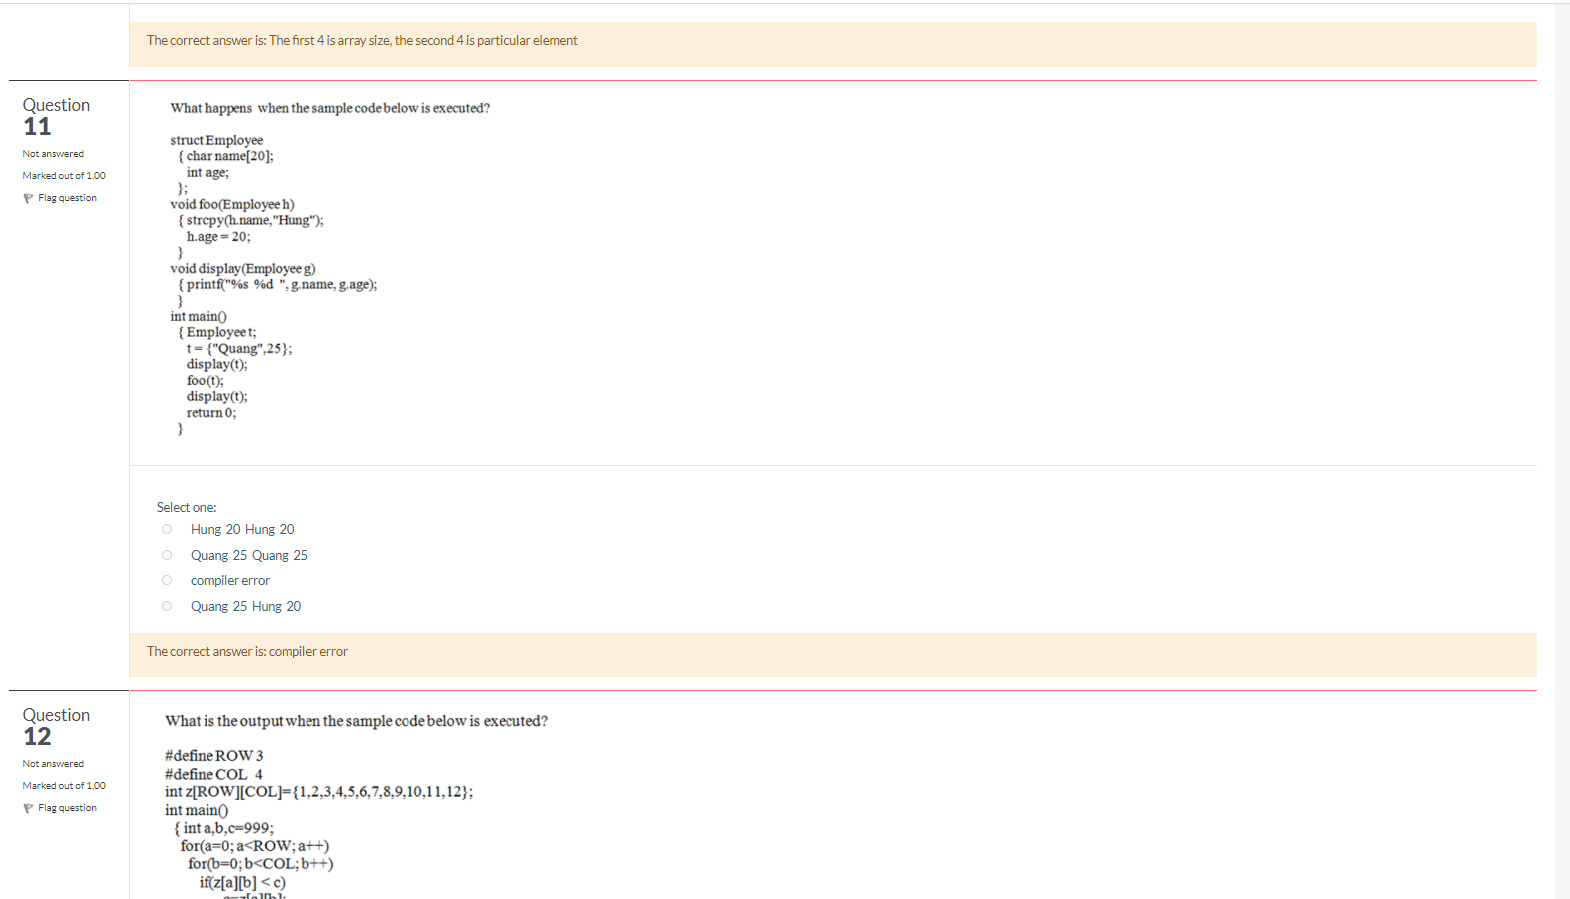 The correct answer is: The first 4 is array size, the second 4 is particular element
Question
11
Not answered
Marked out of 1.00
Flag question
What happens when the sample code below is executed?
struct Employee
{ char name[20];
int age;
};
void foo(Employee h)
{ strcpy(h.name,"Hung");
h.age = 20;
}
void display(Employee g)
{ printf("%s %d ", g.name, g.age);
}
int main()
{ Employee t;
t = {"Quang",25};
display(t);
foo(t);
display(t);
return 0;
}
Select one:
Hung 20 Hung 20
Quang 25 Quang 25
compiler error
Quang 25 Hung 20
The correct answer is: compiler error
Question
12
Not answered
Marked out of 1.00
Flag question
What is the output when the sample code below is executed?
#define ROW 3
#define COL 4
int z[ROW][COL]={1,2,3,4,5,6,7,8,9,10,11,12};
int main()
{ int a,b,c=999;
for(a=0; a<ROW; a++)
for(b=0; b<COL; b++)
if(z[a][b] < c)